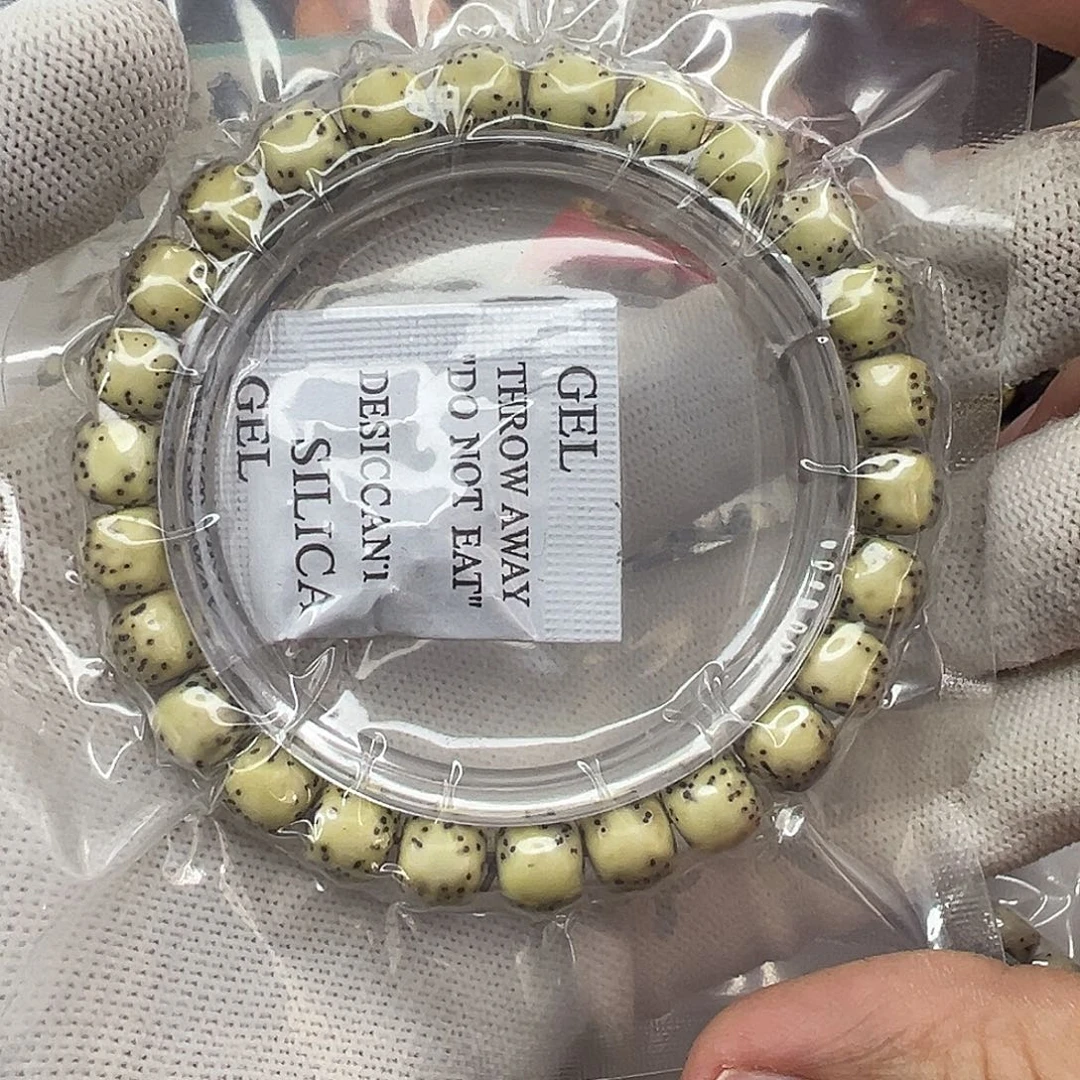 GEL
THROW AWAY
"DO NOT EAT"
DESICCANT
SILICA
GEL